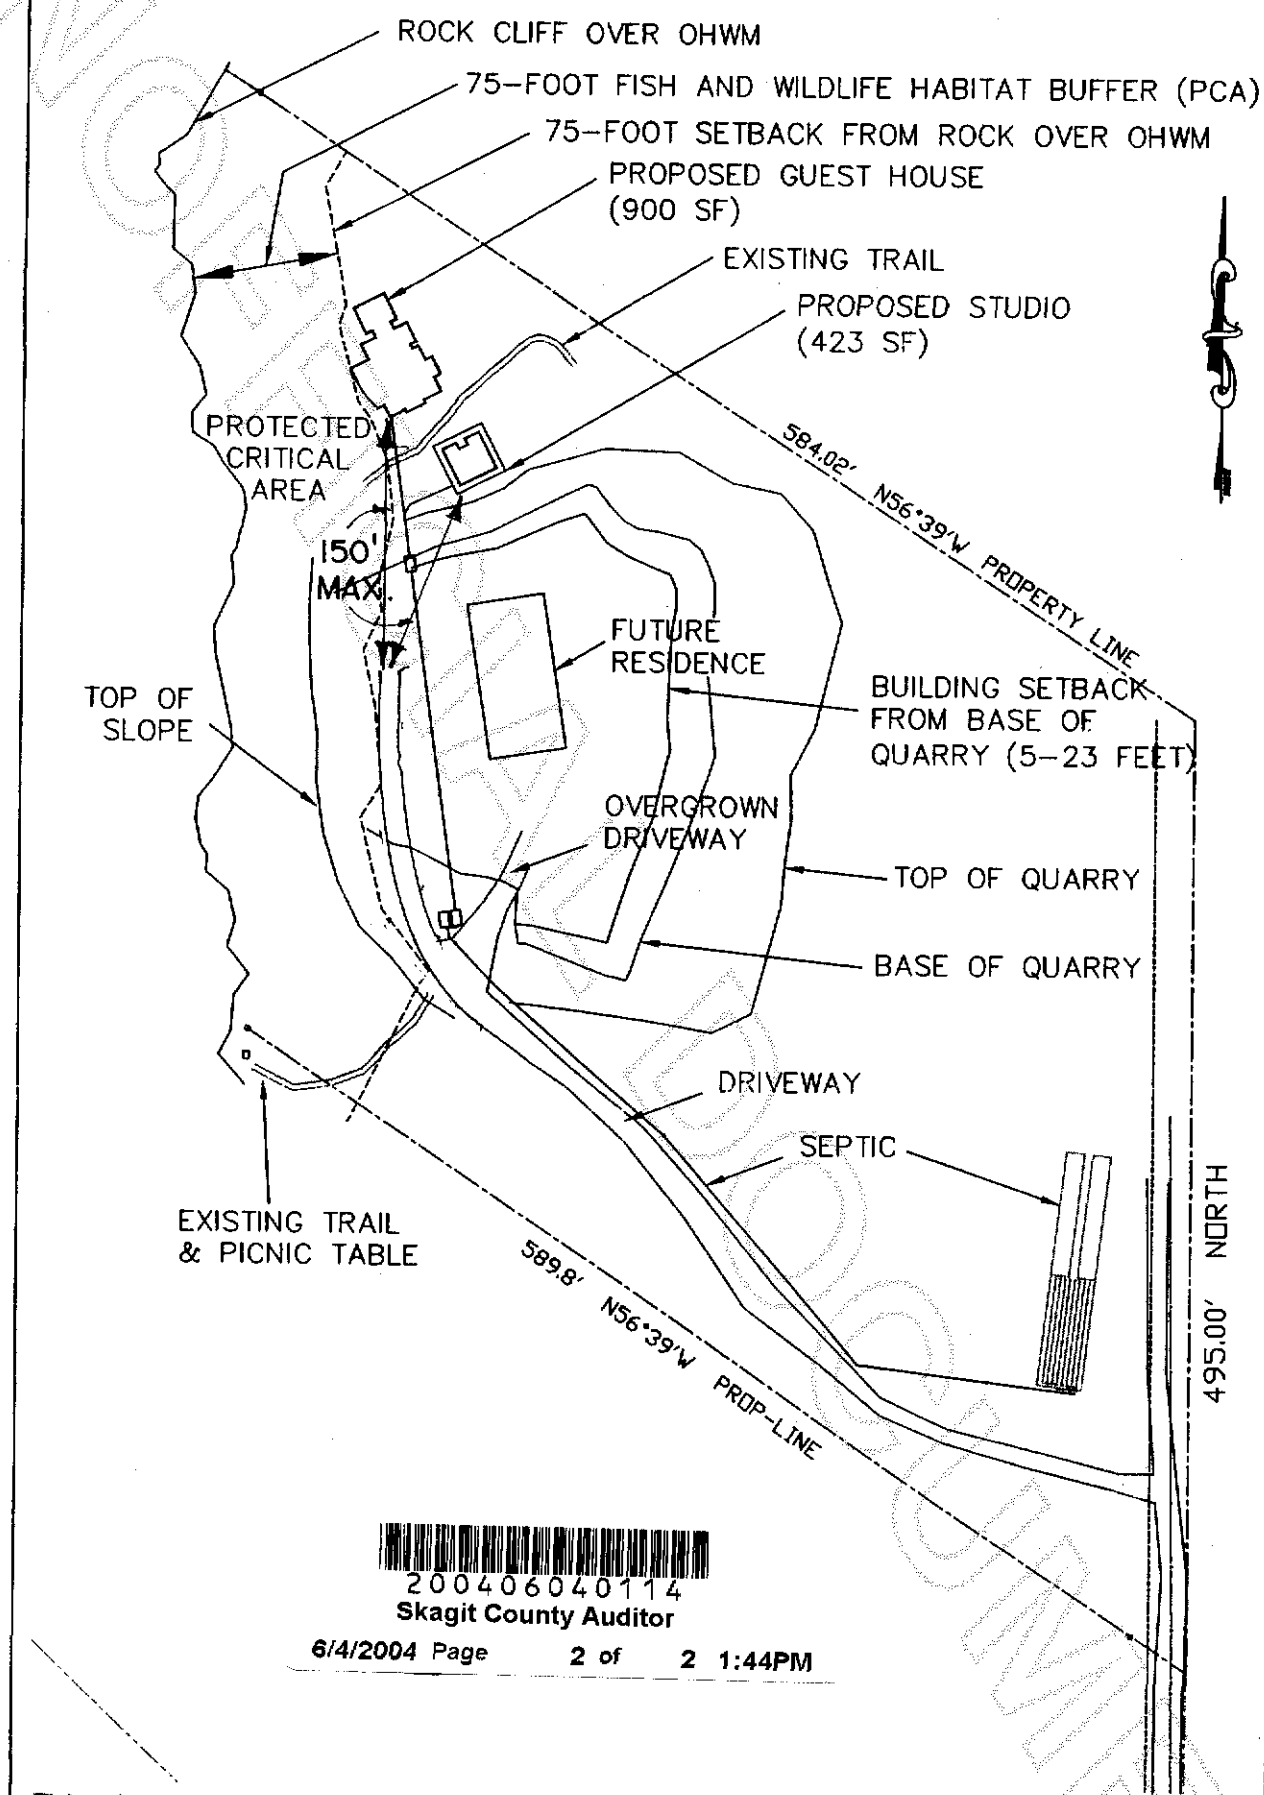 ROCK CLIFF OVER OHWM
75-FOOT FISH AND WILDLIFE HABITAT BUFFER (PCA)
75-FOOT SETBACK FROM ROCK OVER OHWM
PROPOSED GUEST HOUSE
(900 SF)
EXISTING TRAIL
PROPOSED STUDIO
(423 SF)
PROTECTED
CRITICAL
AREA
584.02' N56°39'W PROPERTY LINE
150'
MAX.
FUTURE
RESIDENCE
TOP OF
SLOPE
BUILDING SETBACK
FROM BASE OF
QUARRY (5-23 FEET)
OVERGROWN
DRIVEWAY
TOP OF QUARRY
BASE OF QUARRY
DRIVEWAY
SEPTIC
EXISTING TRAIL
& PICNIC TABLE
589.8' N56°39'W PROP-LINE
495.00' NORTH
200406040114
Skagit County Auditor
6/4/2004 Page 2 of 2 1:44PM